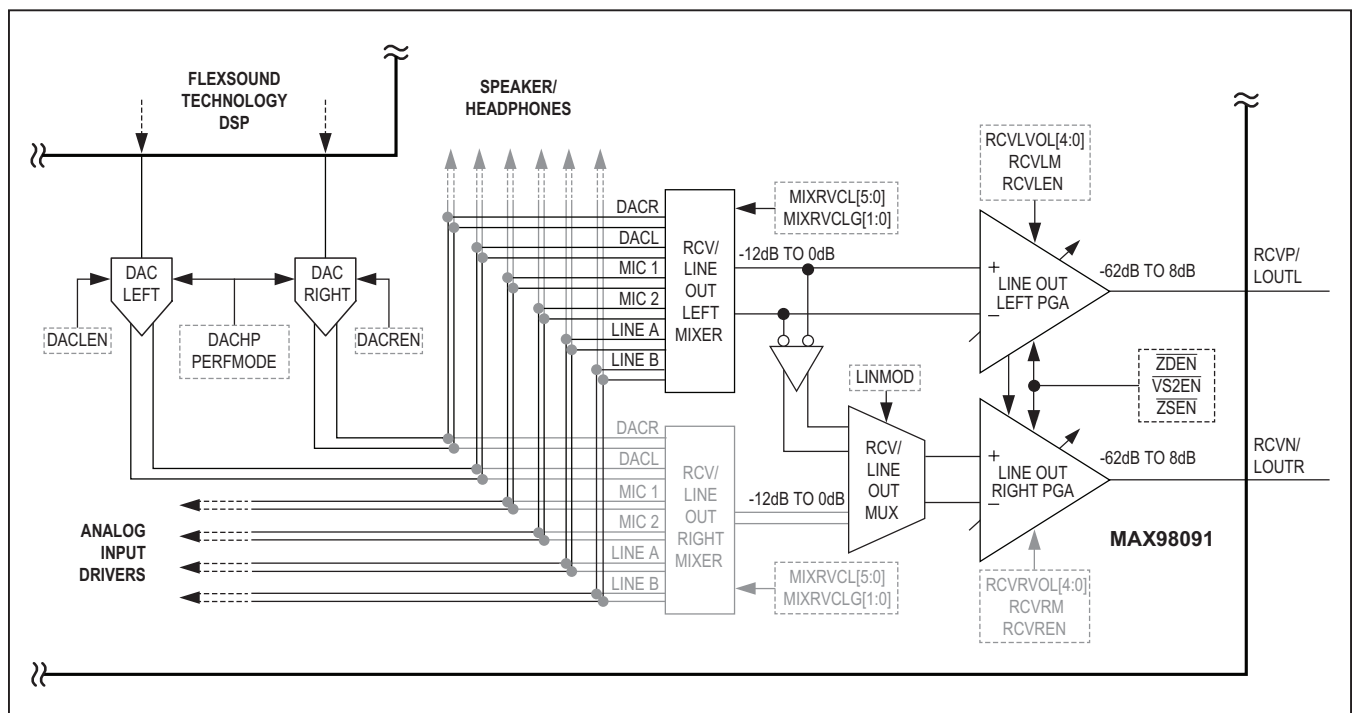 FLEXSOUND
TECHNOLOGY
DSP
SPEAKER/
HEADPHONES
RCVLVOL[4:0]
RCVLM
RCVLEN
MIXRVCL[5:0]
MIXRVCLG[1:0]
DACR
DACL
MIC 1
MIC 2
LINE A
LINE B
RCV/
LINE
OUT
LEFT
MIXER
-12dB TO 0dB
+
LINE OUT
LEFT PGA
–
-62dB TO 8dB
RCVP/
LOUTL
DAC
LEFT
DAC
RIGHT
DACLEN
DACHP
PERFMODE
DACREN
ZDEN
VS2EN
ZSEN
LINMOD
DACR
DACL
MIC 1
MIC 2
LINE A
LINE B
RCV/
LINE
OUT
RIGHT
MIXER
-12dB TO 0dB
RCV/
LINE
OUT
MUX
+
LINE OUT
RIGHT PGA
–
-62dB TO 8dB
RCVN/
LOUTR
ANALOG
INPUT
DRIVERS
MAX98091
MIXRVCL[5:0]
MIXRVCLG[1:0]
RCVRVOL[4:0]
RCVRM
RCVREN